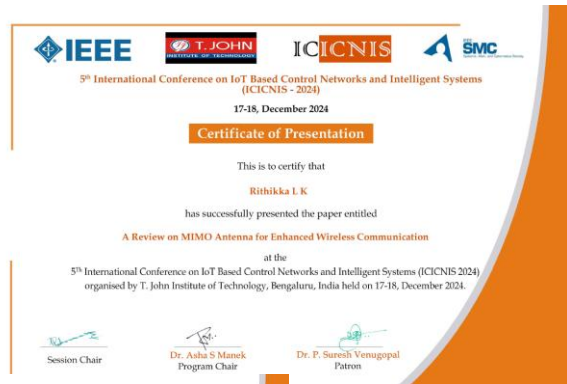 IEEE
T. JOHN
INSTITUTE OF TECHNOLOGY
ICICNIS
IEEE
SMC
5th International Conference on IoT Based Control Networks and Intelligent Systems
(ICICNIS - 2024)
17-18, December 2024
Certificate of Presentation
This is to certify that
Rithikka L K
has successfully presented the paper entitled
A Review on MIMO Antenna for Enhanced Wireless Communication
at the
5Th International Conference on IoT Based Control Networks and Intelligent Systems (ICICNIS 2024)
organised by T. John Institute of Technology, Bengaluru, India held on 17-18, December 2024.
Session Chair
Dr. Asha S Manek
Program Chair
Dr. P. Suresh Venugopal
Patron